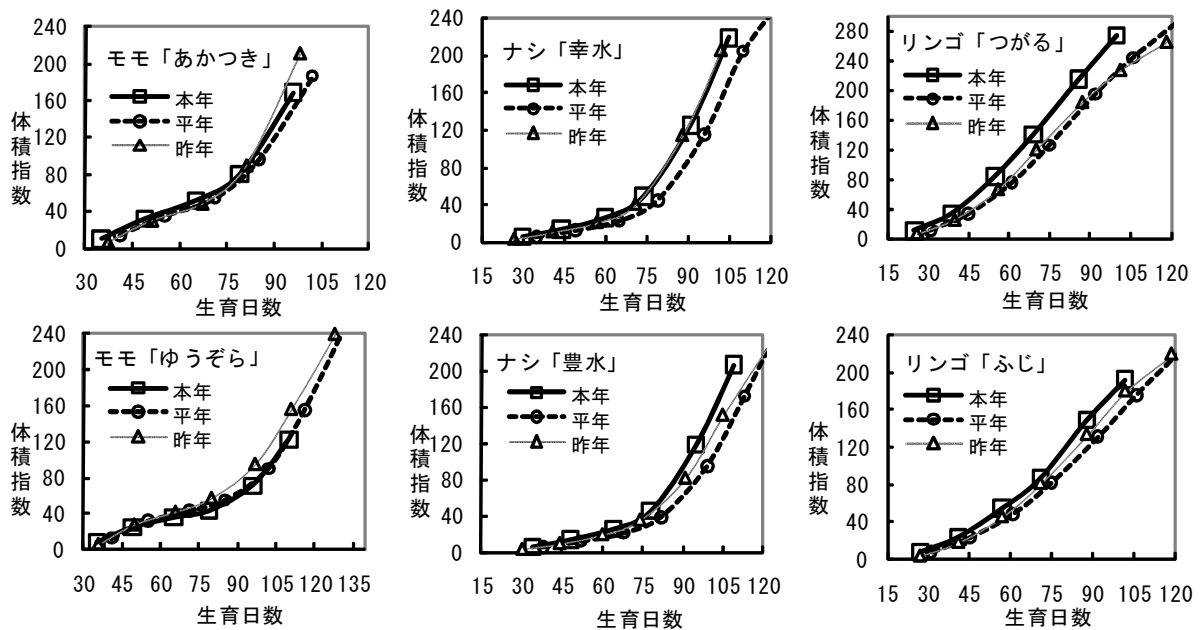 モモ「あかつき」
本年
平年
昨年
体積指数
240
200
160
120
80
40
0
30 45 60 75 90 105 120
生育日数
ナシ「幸水」
本年
平年
昨年
体積指数
240
200
160
120
80
40
0
15 30 45 60 75 90 105 120
生育日数
リンゴ「つがる」
本年
平年
昨年
体積指数
280
240
200
160
120
80
40
0
15 30 45 60 75 90 105 120
生育日数
モモ「ゆうぞら」
本年
平年
昨年
体積指数
240
200
160
120
80
40
0
30 45 60 75 90 105 120 135
生育日数
ナシ「豊水」
本年
平年
昨年
体積指数
240
200
160
120
80
40
0
15 30 45 60 75 90 105 120
生育日数
リンゴ「ふじ」
本年
平年
昨年
体積指数
240
200
160
120
80
40
0
15 30 45 60 75 90 105 120
生育日数